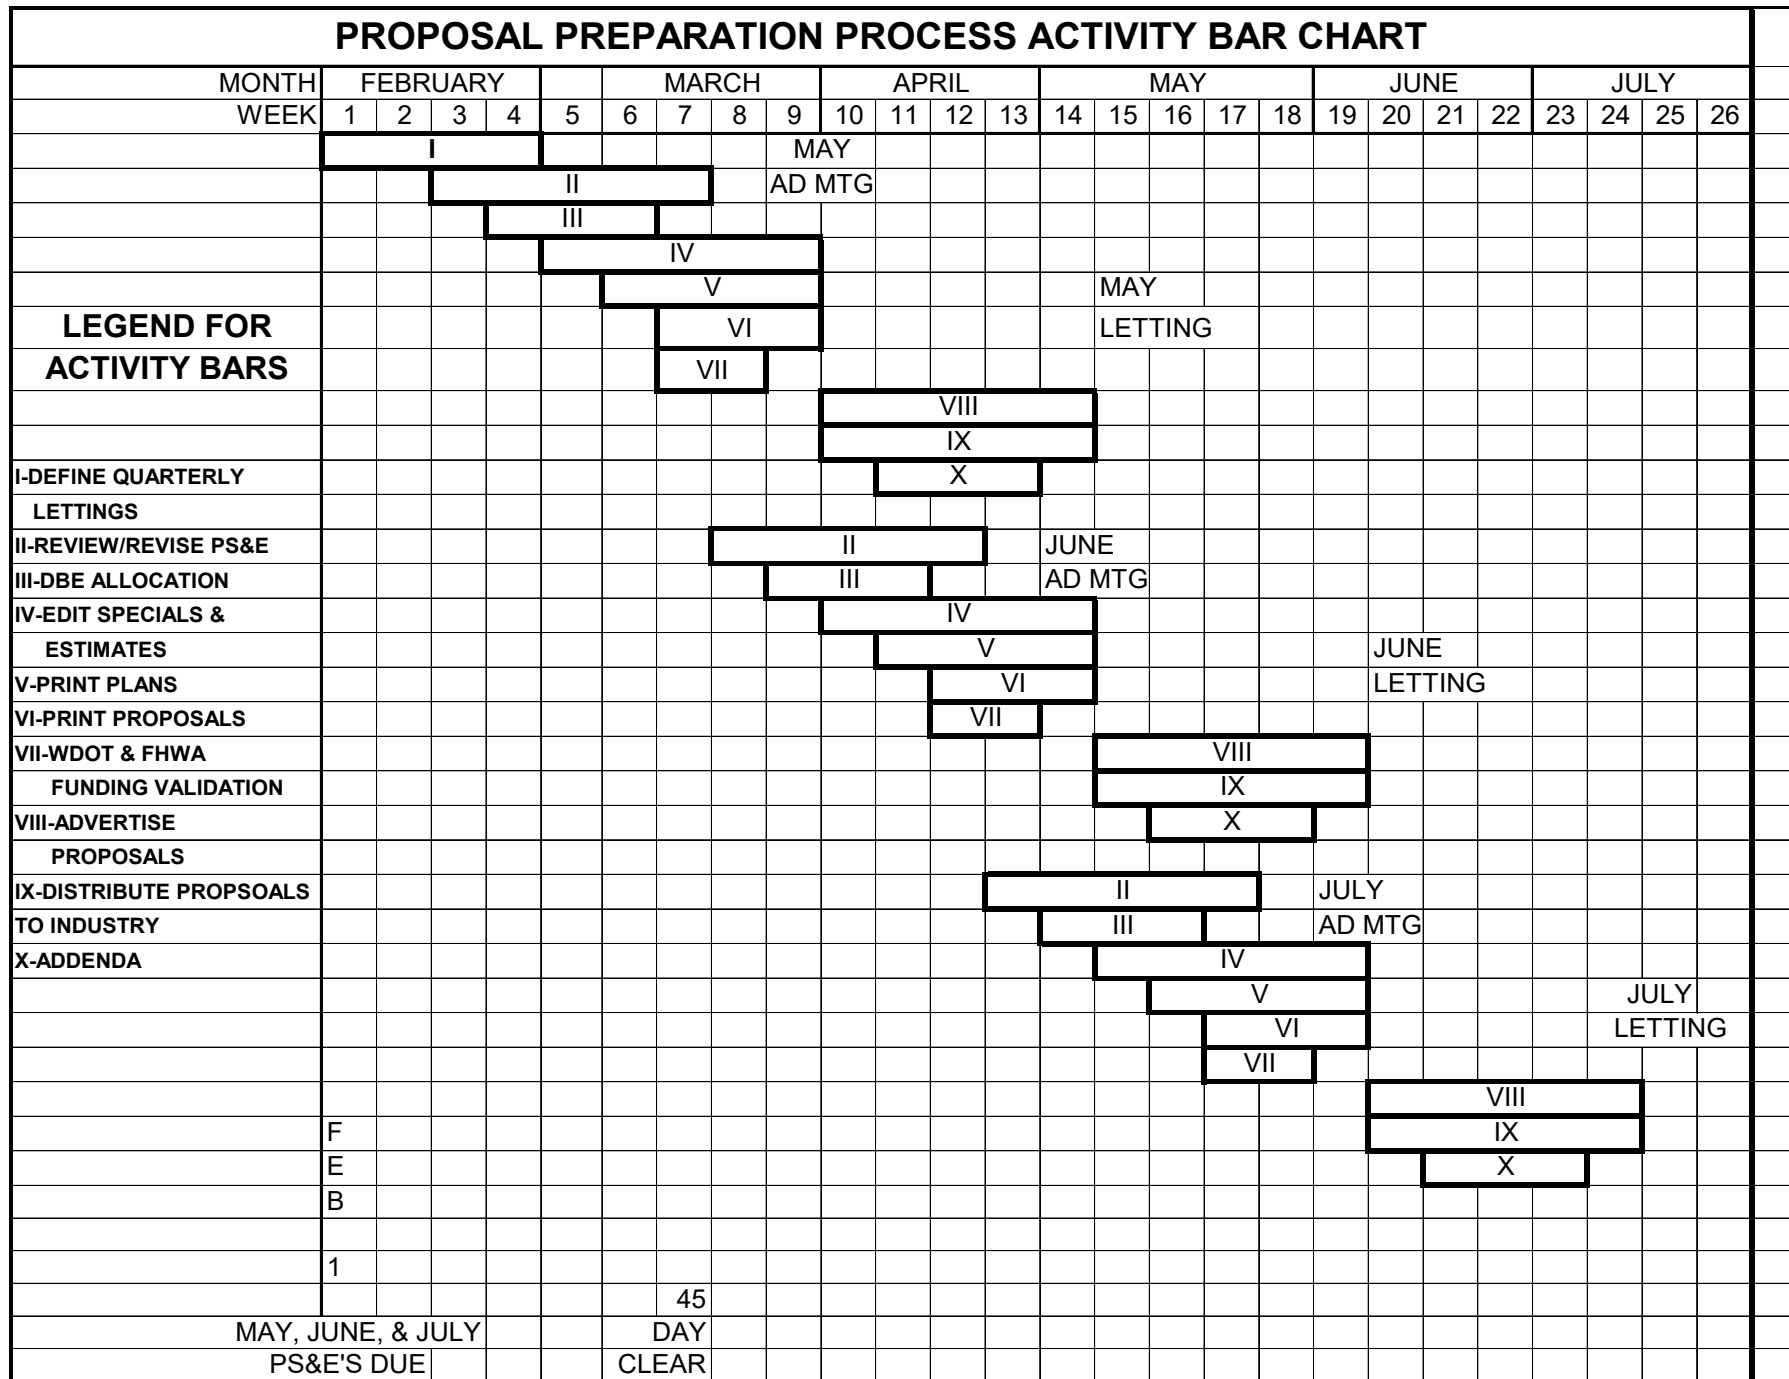 PROPOSAL PREPARATION PROCESS ACTIVITY BAR CHART
MONTH FEBRUARY MARCH APRIL MAY JUNE JULY
WEEK 1 2 3 4 5 6 7 8 9 10 11 12 13 14 15 16 17 18 19 20 21 22 23 24 25 26
I MAY
II AD MTG
III
IV
V MAY
LEGEND FOR VI LETTING
ACTIVITY BARS VII
VIII
IX
I-DEFINE QUARTERLY X
LETTINGS
II-REVIEW/REVISE PS&E II JUNE
III-DBE ALLOCATION III AD MTG
IV-EDIT SPECIALS & IV
ESTIMATES V JUNE
V-PRINT PLANS VI LETTING
VI-PRINT PROPOSALS VII
VII-WDOT & FHWA VIII
FUNDING VALIDATION IX
VIII-ADVERTISE X
PROPOSALS
IX-DISTRIBUTE PROPSOALS II JULY
TO INDUSTRY III AD MTG
X-ADDENDA IV
V JULY
VI LETTING
VII
VIII
F IX
E X
B
1
45
MAY, JUNE, & JULY DAY
PS&E'S DUE CLEAR